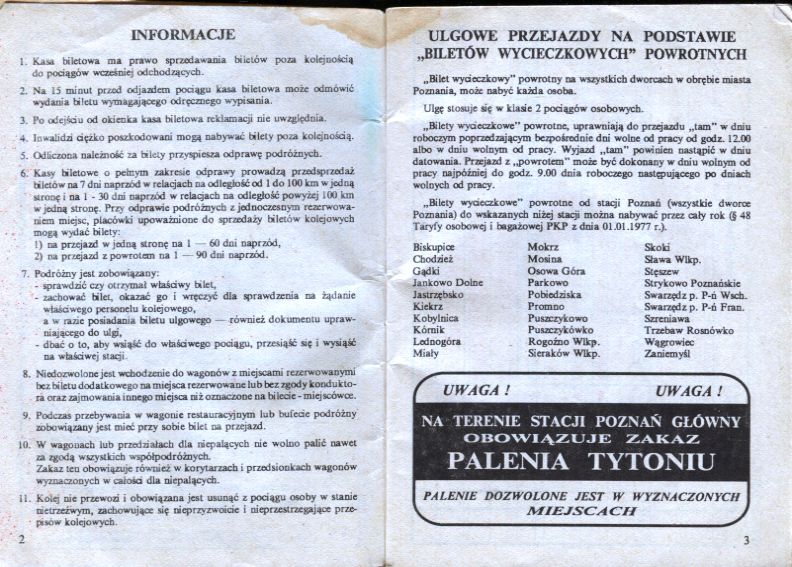 INFORMACJE
1. Kasa biletowa ma prawo sprzedawania biletów poza kolejnością
do pociągów wcześniej odchodzących.
2. Na 15 minut przed odjazdem pociągu kasa biletowa może odmówić
wydania biletu wymagającego odręcznego wypisania.
3. Po odejściu od okienka kasa biletowa reklamacji nie uwzględnia.
4. Inwalidzi ciężko poszkodowani mogą nabywać bilety poza kolejnością.
5. Odliczona należność za bilety przyspiesza odprawę podróżnych.
6. Kasy biletowe o pełnym zakresie odprawy prowadzą przedsprzedaż
biletów na 7 dni naprzód w relacjach na odległość od 1 do 100 km w jedną
stronę i na 1 - 30 dni naprzód w relacjach na odległość powyżej 100 km
w jedną stronę. Przy odprawie podróżnych z jednoczesnym rezerwowa-
niem miejsc, placówki upoważnione do sprzedaży biletów kolejowych
mogą wydać bilety:
1) na przejazd w jedną stronę na 1 — 60 dni naprzód,
2) na przejazd z powrotem na 1 — 90 dni naprzód.
7. Podróżny jest zobowiązany:
- sprawdzić czy otrzymał właściwy bilet,
- zachować bilet, okazać go i wręczyć dla sprawdzenia na żądanie
właściwego personelu kolejowego,
a w razie posiadania biletu ulgowego — również dokumentu upraw-
niającego do ulgi,
- dbać o to, aby wsiąść do właściwego pociągu, przesiąść się i wysiąść
na właściwej stacji.
8. Niedozwolone jest wchodzenie do wagonów z miejscami rezerwowanymi
bez biletu dodatkowego na miejsca rezerwowane lub bez zgody kondukto-
ra oraz zajmowania innego miejsca niż oznaczone na bilecie - miejscówce.
9. Podczas przebywania w wagonie restauracyjnym lub bufecie podróżny
zobowiązany jest mieć przy sobie bilet na przejazd.
10. W wagonach lub przedziałach dla niepalących nie wolno palić nawet
za zgodą wszystkich współpodróżnych.
Zakaz ten obowiązuje również w korytarzach i przedsionkach wagonów
wyznaczonych w całości dla niepalących.
11. Kolej nie przewozi i obowiązana jest usunąć z pociągu osoby w stanie
nietrzeźwym, zachowujące się nieprzyzwoicie i nieprzestrzegające prze-
pisów kolejowych.
2
ULGOWE PRZEJAZDY NA PODSTAWIE
„BILETÓW WYCIECZKOWYCH” POWROTNYCH
„Bilet wycieczkowy” powrotny na wszystkich dworcach w obrębie miasta
Poznania, może nabyć każda osoba.
Ulgę stosuje się w klasie 2 pociągów osobowych.
„Bilety wycieczkowe” powrotne, uprawniają do przejazdu „tam” w dniu
roboczym poprzedzającym bezpośrednie dni wolne od pracy od godz. 12.00
albo w dniu wolnym od pracy. Wyjazd „tam” powinien nastąpić w dniu
datowania. Przejazd z „powrotem” może być dokonany w dniu wolnym od
pracy najpóźniej do godz. 9.00 dnia roboczego następującego po dniach
wolnych od pracy.
„Bilety wycieczkowe” powrotne od stacji Poznań (wszystkie dworce
Poznania) do wskazanych niżej stacji można nabywać przez cały rok (§ 48
Taryfy osobowej i bagażowej PKP z dnia 01.01.1977 r.).
Biskupice Mokrz Skoki
Chodzież Mosina Sława Wlkp.
Gądki Osowa Góra Stęszew
Jankowo Dolne Parkowo Strykowo Poznańskie
Jastrzębsko Pobiedziska Swarzędz p. P-ń Wsch.
Kiekrz Promno Swarzędz p. P-ń Fran.
Kobylnica Puszczykowo Szreniawa
Kórnik Puszczykówko Trzebaw Rosnówko
Lednogóra Rogoźno Wlkp. Wągrowiec
Miały Sieraków Wlkp. Zaniemyśl
UWAGA ! UWAGA !
NA TERENIE STACJI POZNAŃ GŁÓWNY
OBOWIĄZUJE ZAKAZ
PALENIA TYTONIU
PALENIE DOZWOLONE JEST W WYZNACZONYCH
MIEJSCACH
3